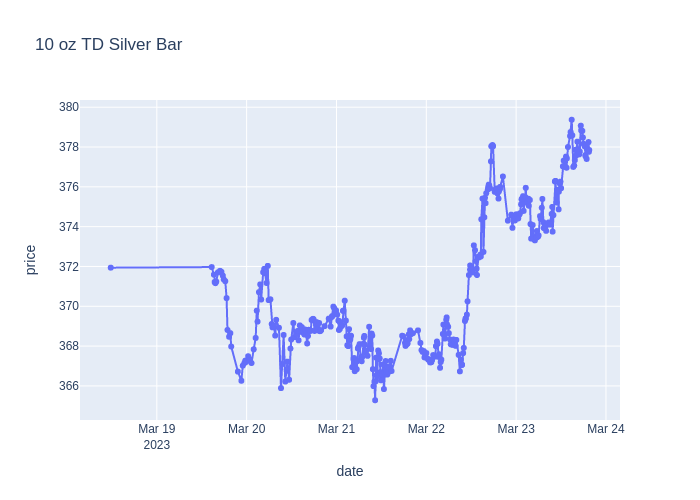 10 oz TD Silver Bar
380
378
376
374
372
370
368
366
price
Mar 19
2023
Mar 20
Mar 21
Mar 22
Mar 23
Mar 24
date